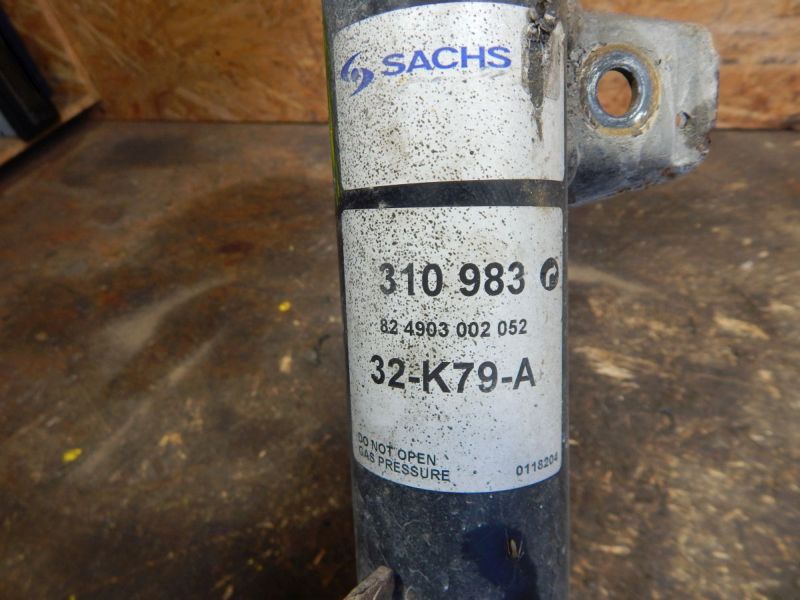 SACHS
310 983
82 4903 002 052
32-K79-A
DO NOT OPEN
GAS PRESSURE
0118204